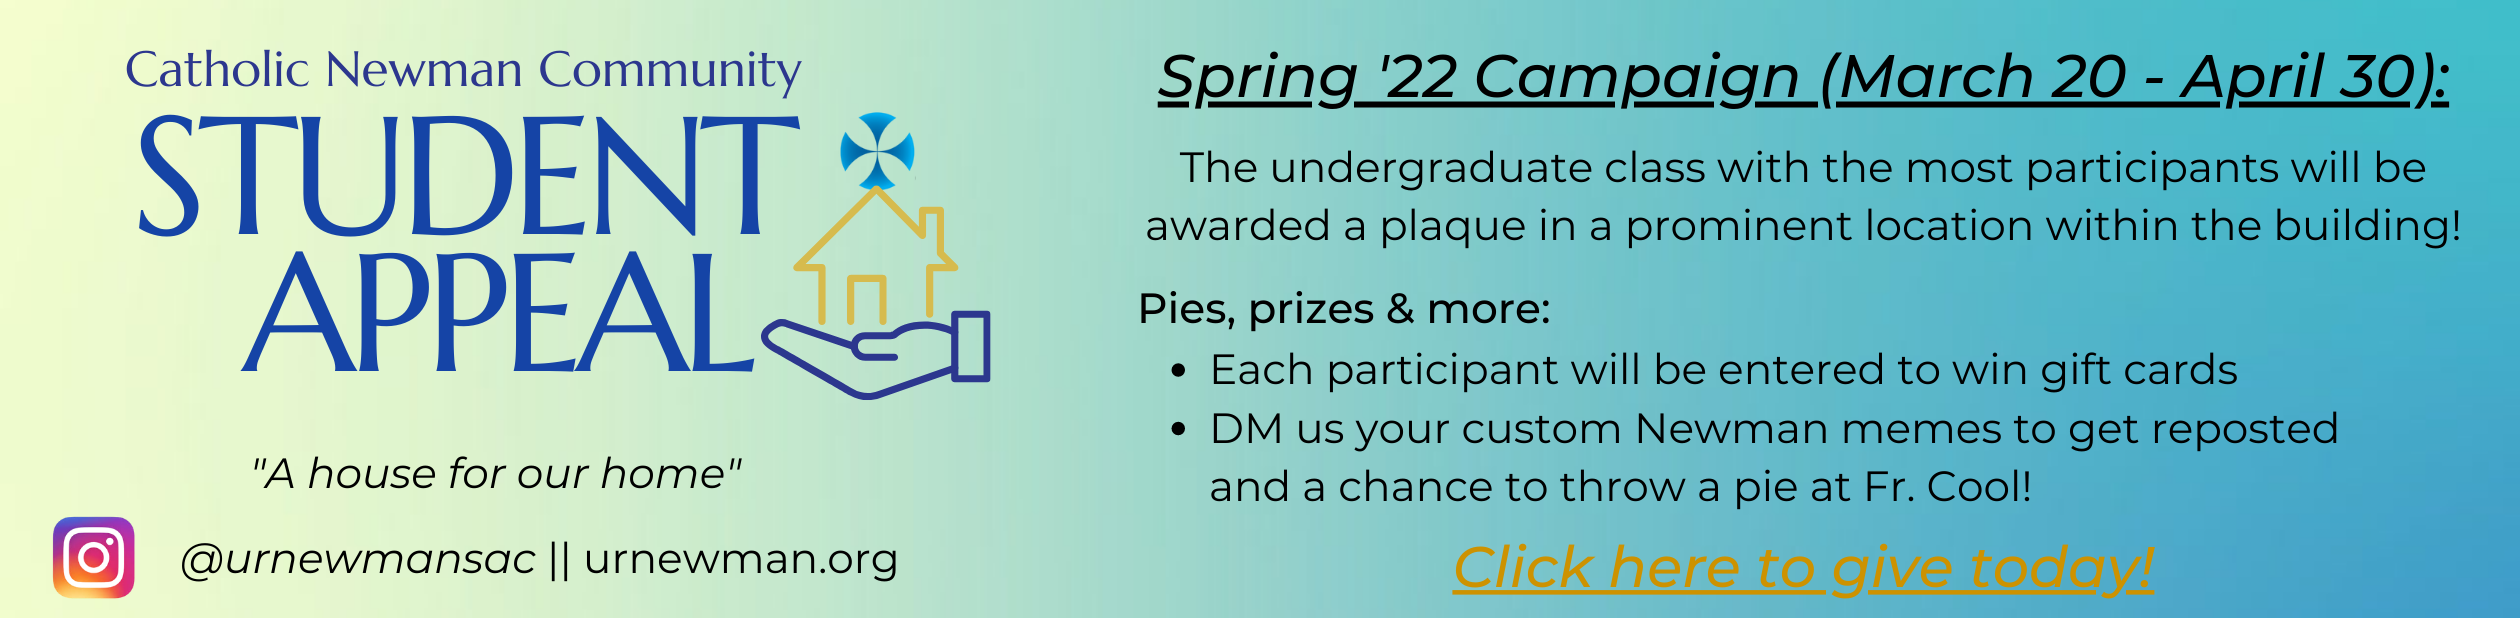 Catholic Newman Community
STUDENT
APPEAL
"A house for our home"
@urnewmansac || urnewman.org
Spring '22 Campaign (March 20 - April 30):
The undergraduate class with the most participants will be
awarded a plaque in a prominent location within the building!
Pies, prizes & more:
• Each participant will be entered to win gift cards
• DM us your custom Newman memes to get reposted
and a chance to throw a pie at Fr. Cool!
Click here to give today!